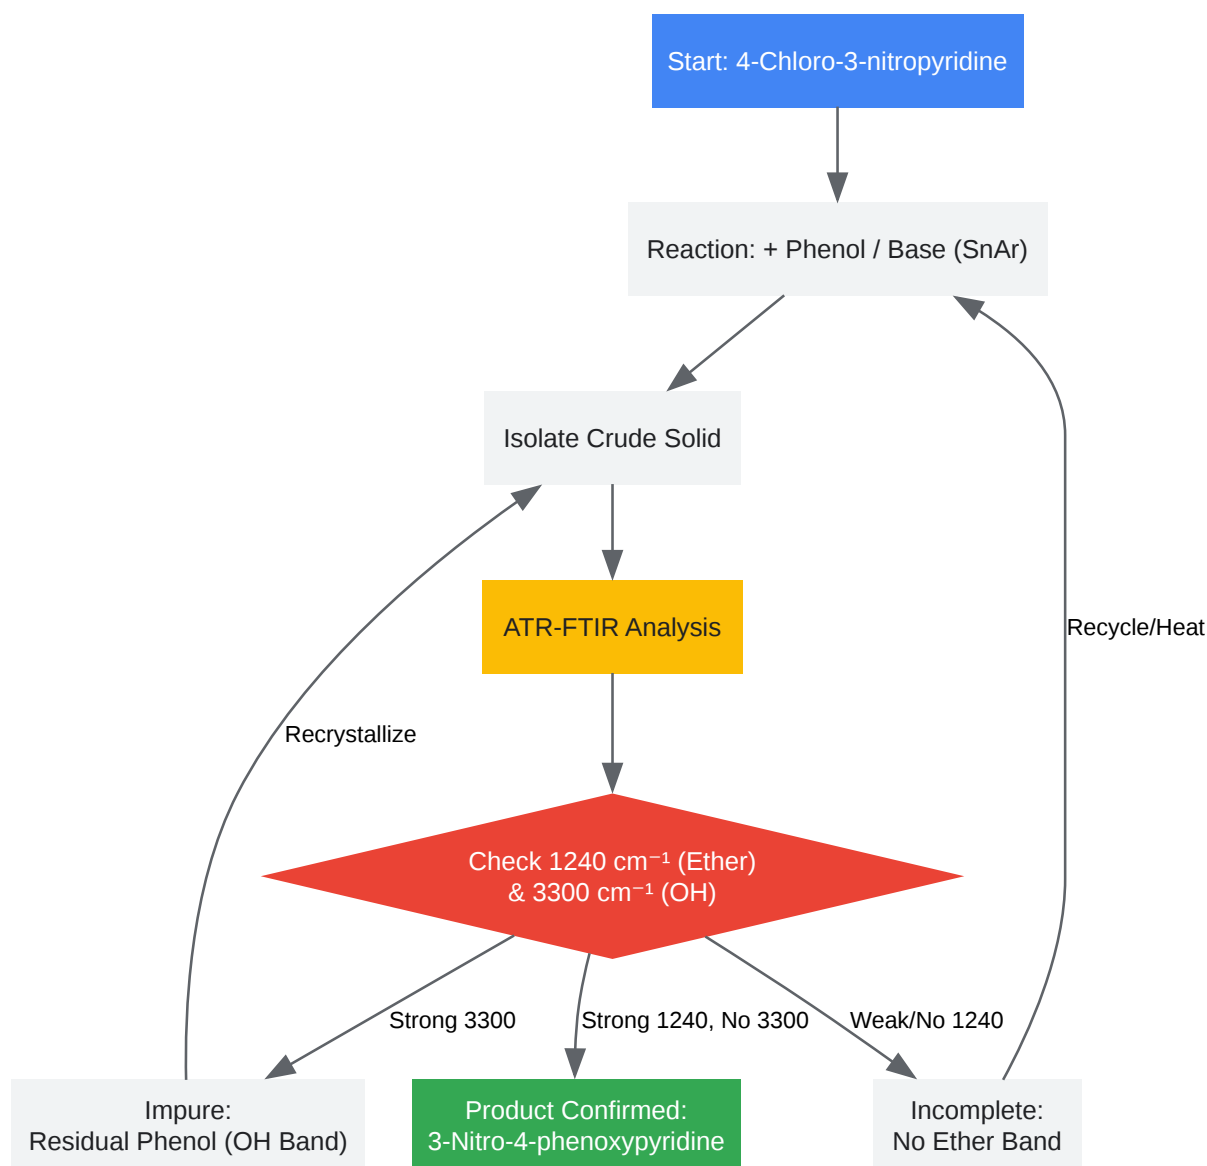 Start: 4-Chloro-3-nitropyridine
Reaction: + Phenol / Base (SnAr)
Isolate Crude Solid
ATR-FTIR Analysis
Recycle/Heat
Recrystallize
Check 1240 cm⁻¹ (Ether)
& 3300 cm⁻¹ (OH)
Strong 3300
Strong 1240, No 3300
Weak/No 1240
Impure:
Residual Phenol (OH Band)
Product Confirmed:
3-Nitro-4-phenoxypyridine
Incomplete:
No Ether Band